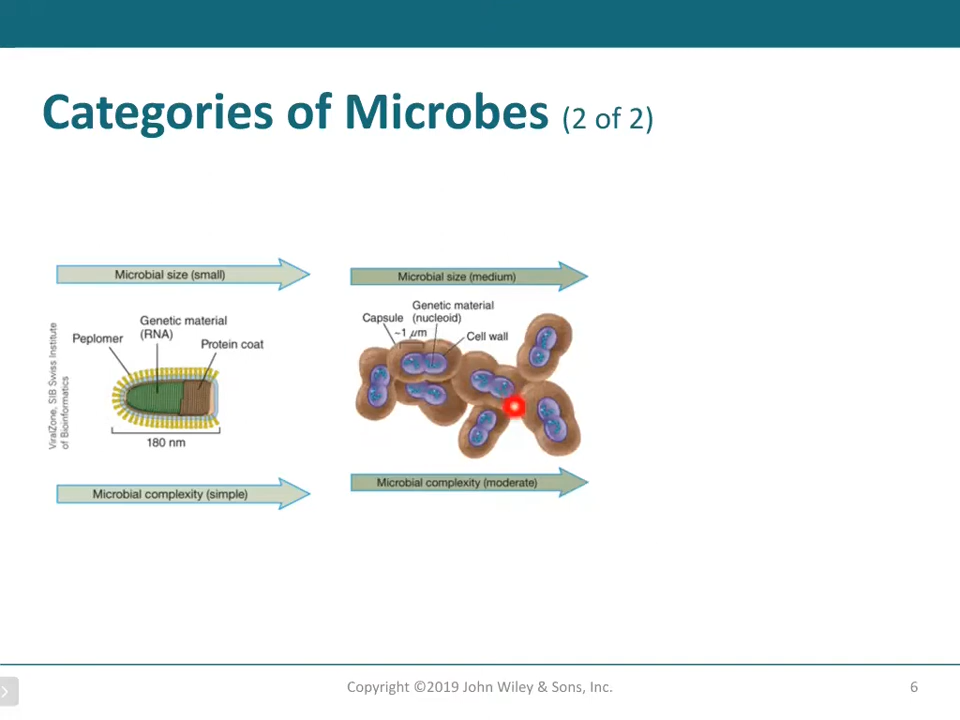 Categories of Microbes (2 of 2)
Microbial size (small)
Peplomer
Genetic material
(RNA)
Protein coat
180 nm
ViralZone, SIB Swiss Institute
of Bioinformatics
Microbial complexity (simple)
Microbial size (medium)
Capsule
Genetic material
(nucleoid)
~1 μm
Cell wall
Microbial complexity (moderate)
Copyright ©2019 John Wiley & Sons, Inc.
6